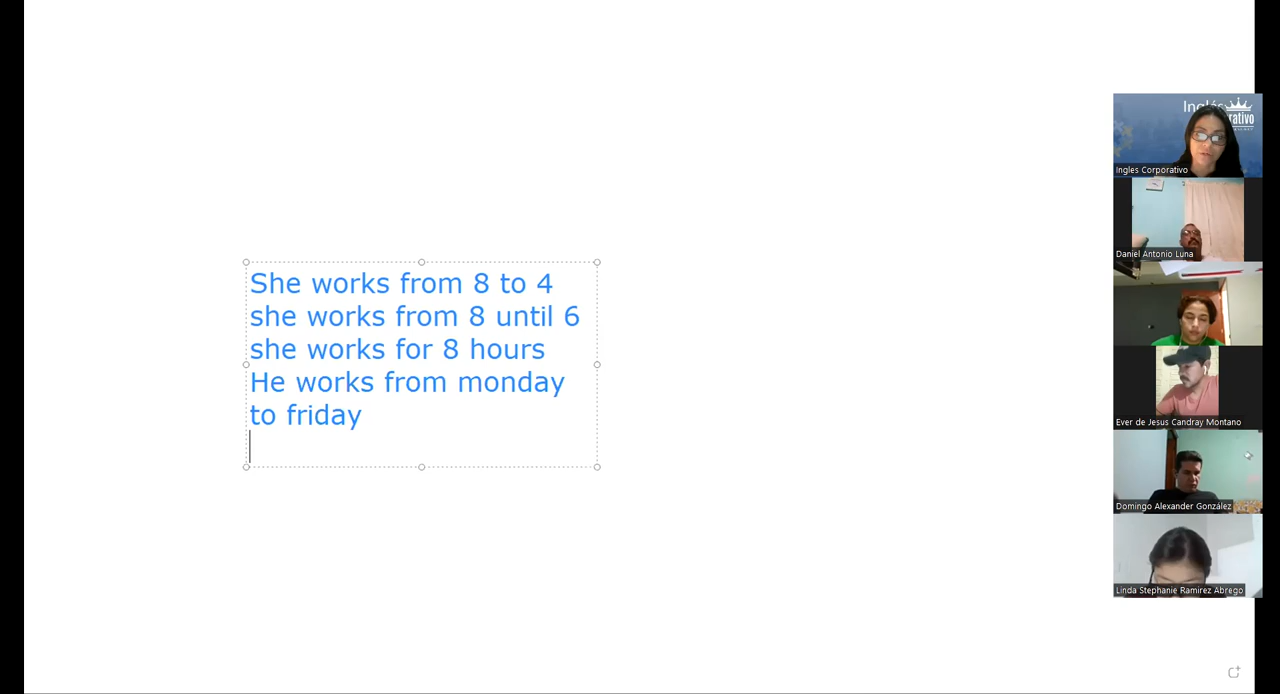 She works from 8 to 4
she works from 8 until 6
she works for 8 hours
He works from monday
to friday
Inglés
rativo
Ingles Corporativo
Daniel Antonio Luna
Ever de Jesus Candray Montano
Domingo Alexander González
Linda Stephanie Ramirez Abrego